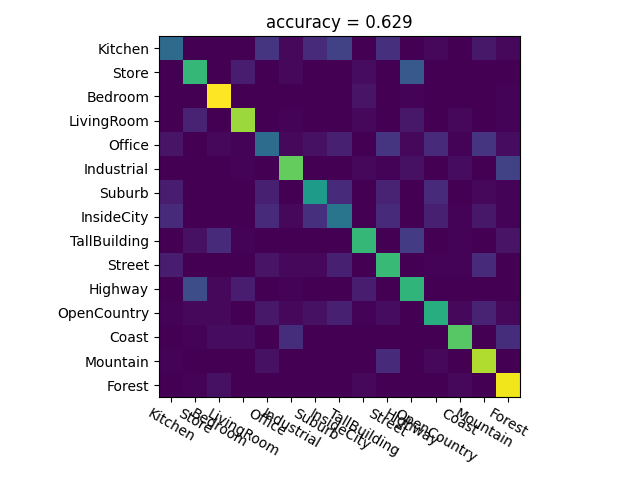 accuracy = 0.629
Kitchen
Store
Bedroom
LivingRoom
Office
Industrial
Suburb
InsideCity
TallBuilding
Street
Highway
OpenCountry
Coast
Mountain
Forest
Kitchen
Store
Bedroom
LivingRoom
Office
Industrial
Suburb
InsideCity
TallBuilding
Street
Highway
OpenCountry
Coast
Mountain
Forest